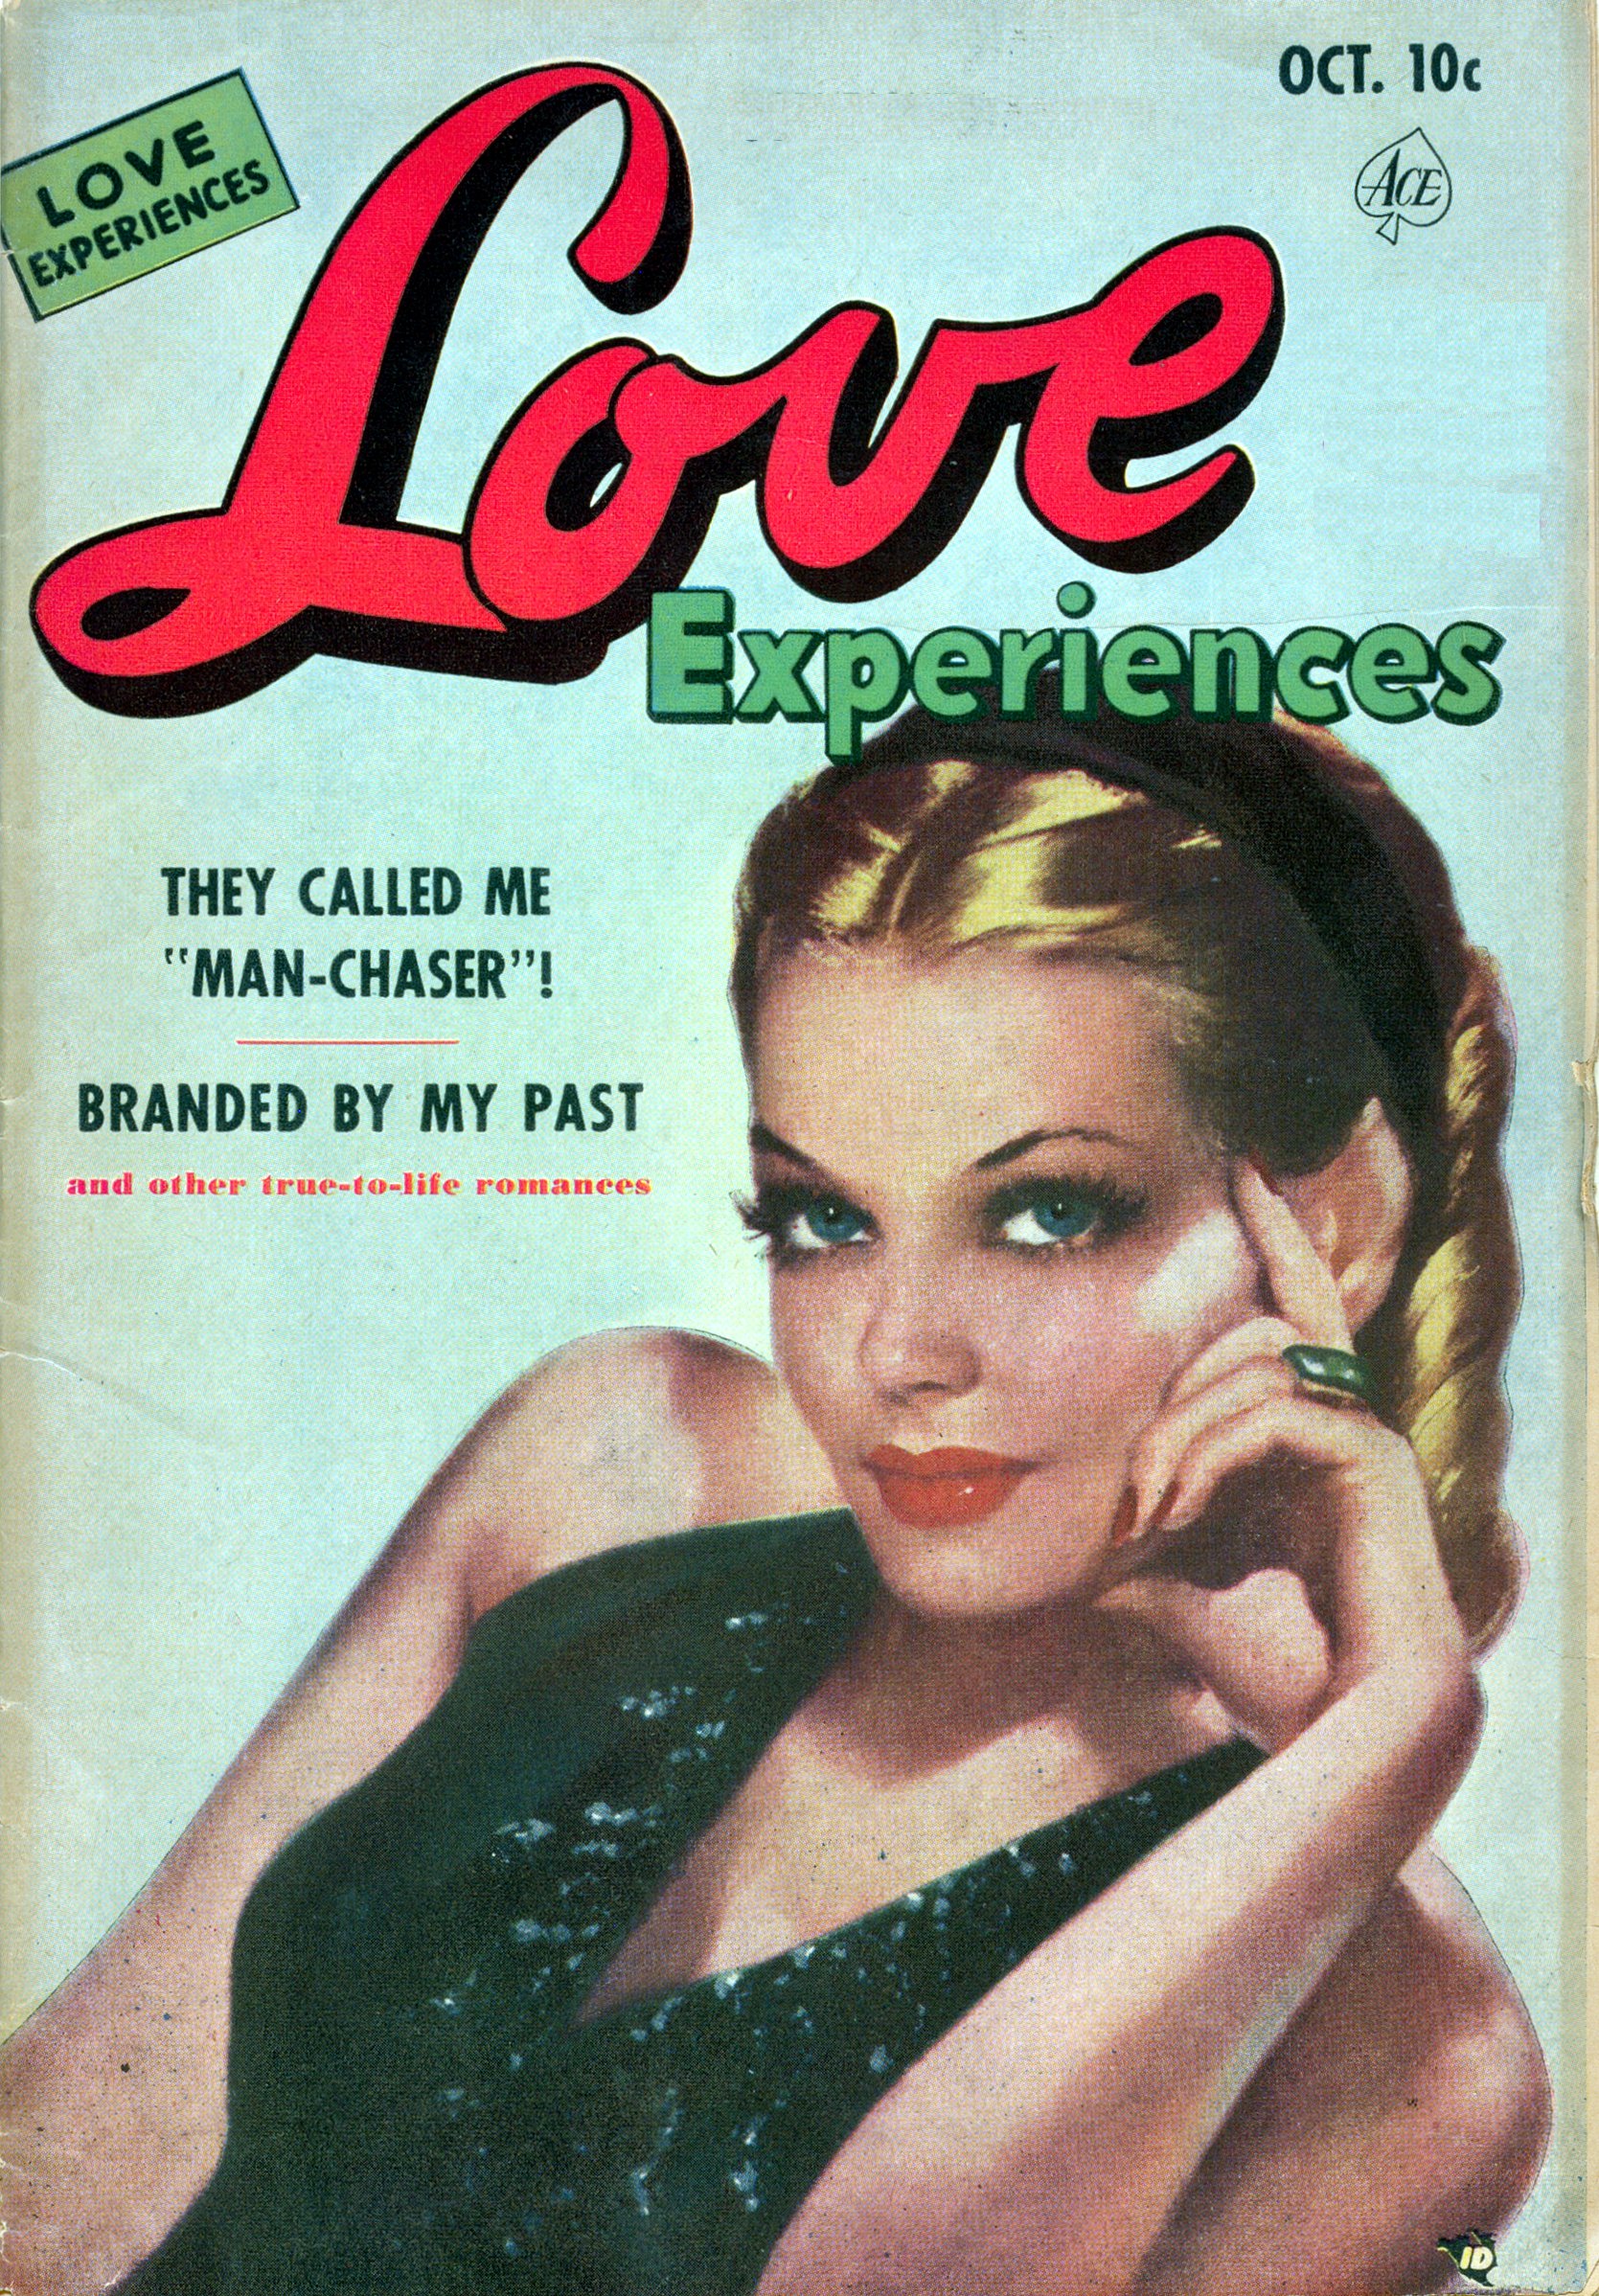 OCT. 10c
ACE
LOVE
EXPERIENCES
Love
Experiences
THEY CALLED ME
"MAN-CHASER"!
BRANDED BY MY PAST
and other true-to-life romances
ID